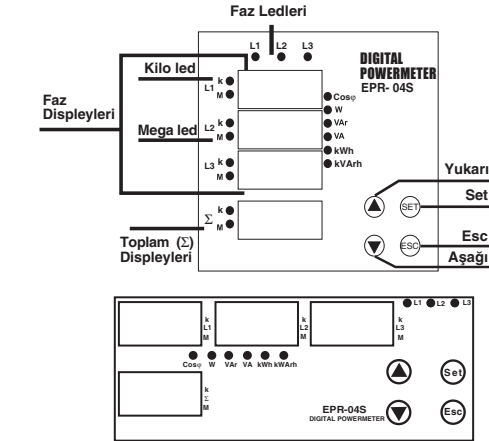 Faz Ledleri
L1 L2 L3
DIGITAL
POWERMETER
EPR- 04S
Kilo led
k
L1
M
Faz
Displeyleri
Mega led
k
L2
M
k
L3
M
Cosφ
W
VAr
VA
kWh
kVArh
Yukarı
Set
SET
k
Σ
M
Toplam (Σ)
Displeyleri
ESC
Esc
Aşağı
L1 L2 L3
k
L1
M
k
L2
M
k
L3
M
Cosφ W VAr VA kWh kWArh
Set
k
Σ
M
EPR-04S
DIGITAL POWERMETER
Esc